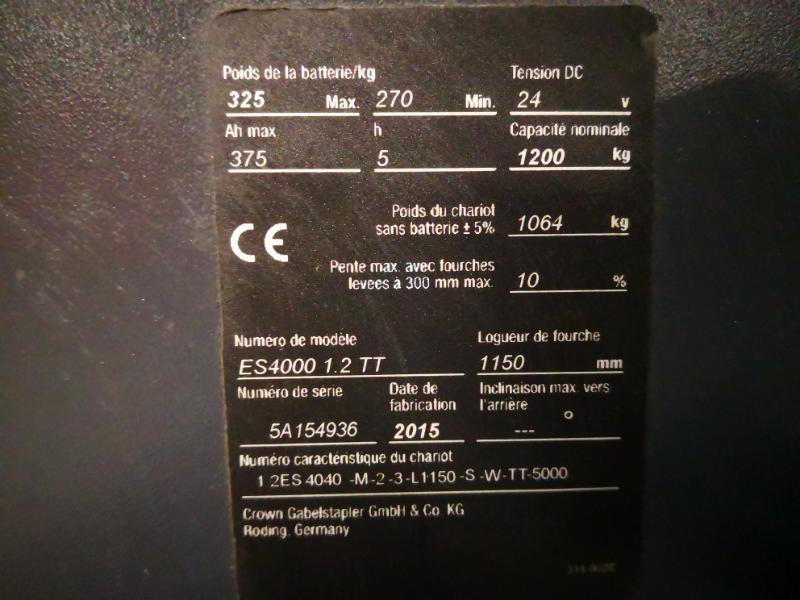 Poids de la batterie/kg Tension DC
325 Max. 270 Min. 24 v
Ah max h Capacité nominale
375 5 1200 kg
Poids du chariot
sans batterie ± 5% 1064 kg
CE
Pente max. avec fourches
levees à 300 mm max. 10 %
Numéro de modèle Logueur de fourche
ES4000 1.2 TT 1150 mm
Numéro de série Date de fabrication Inclinaison max. vers l'arrière
5A154936 2015 --- °
Numéro caractéristique du chariot
1 2ES 4040 -M-2-3-L1150-S-W-TT-5000
Crown Gabelstapler GmbH & Co. KG
Roding, Germany